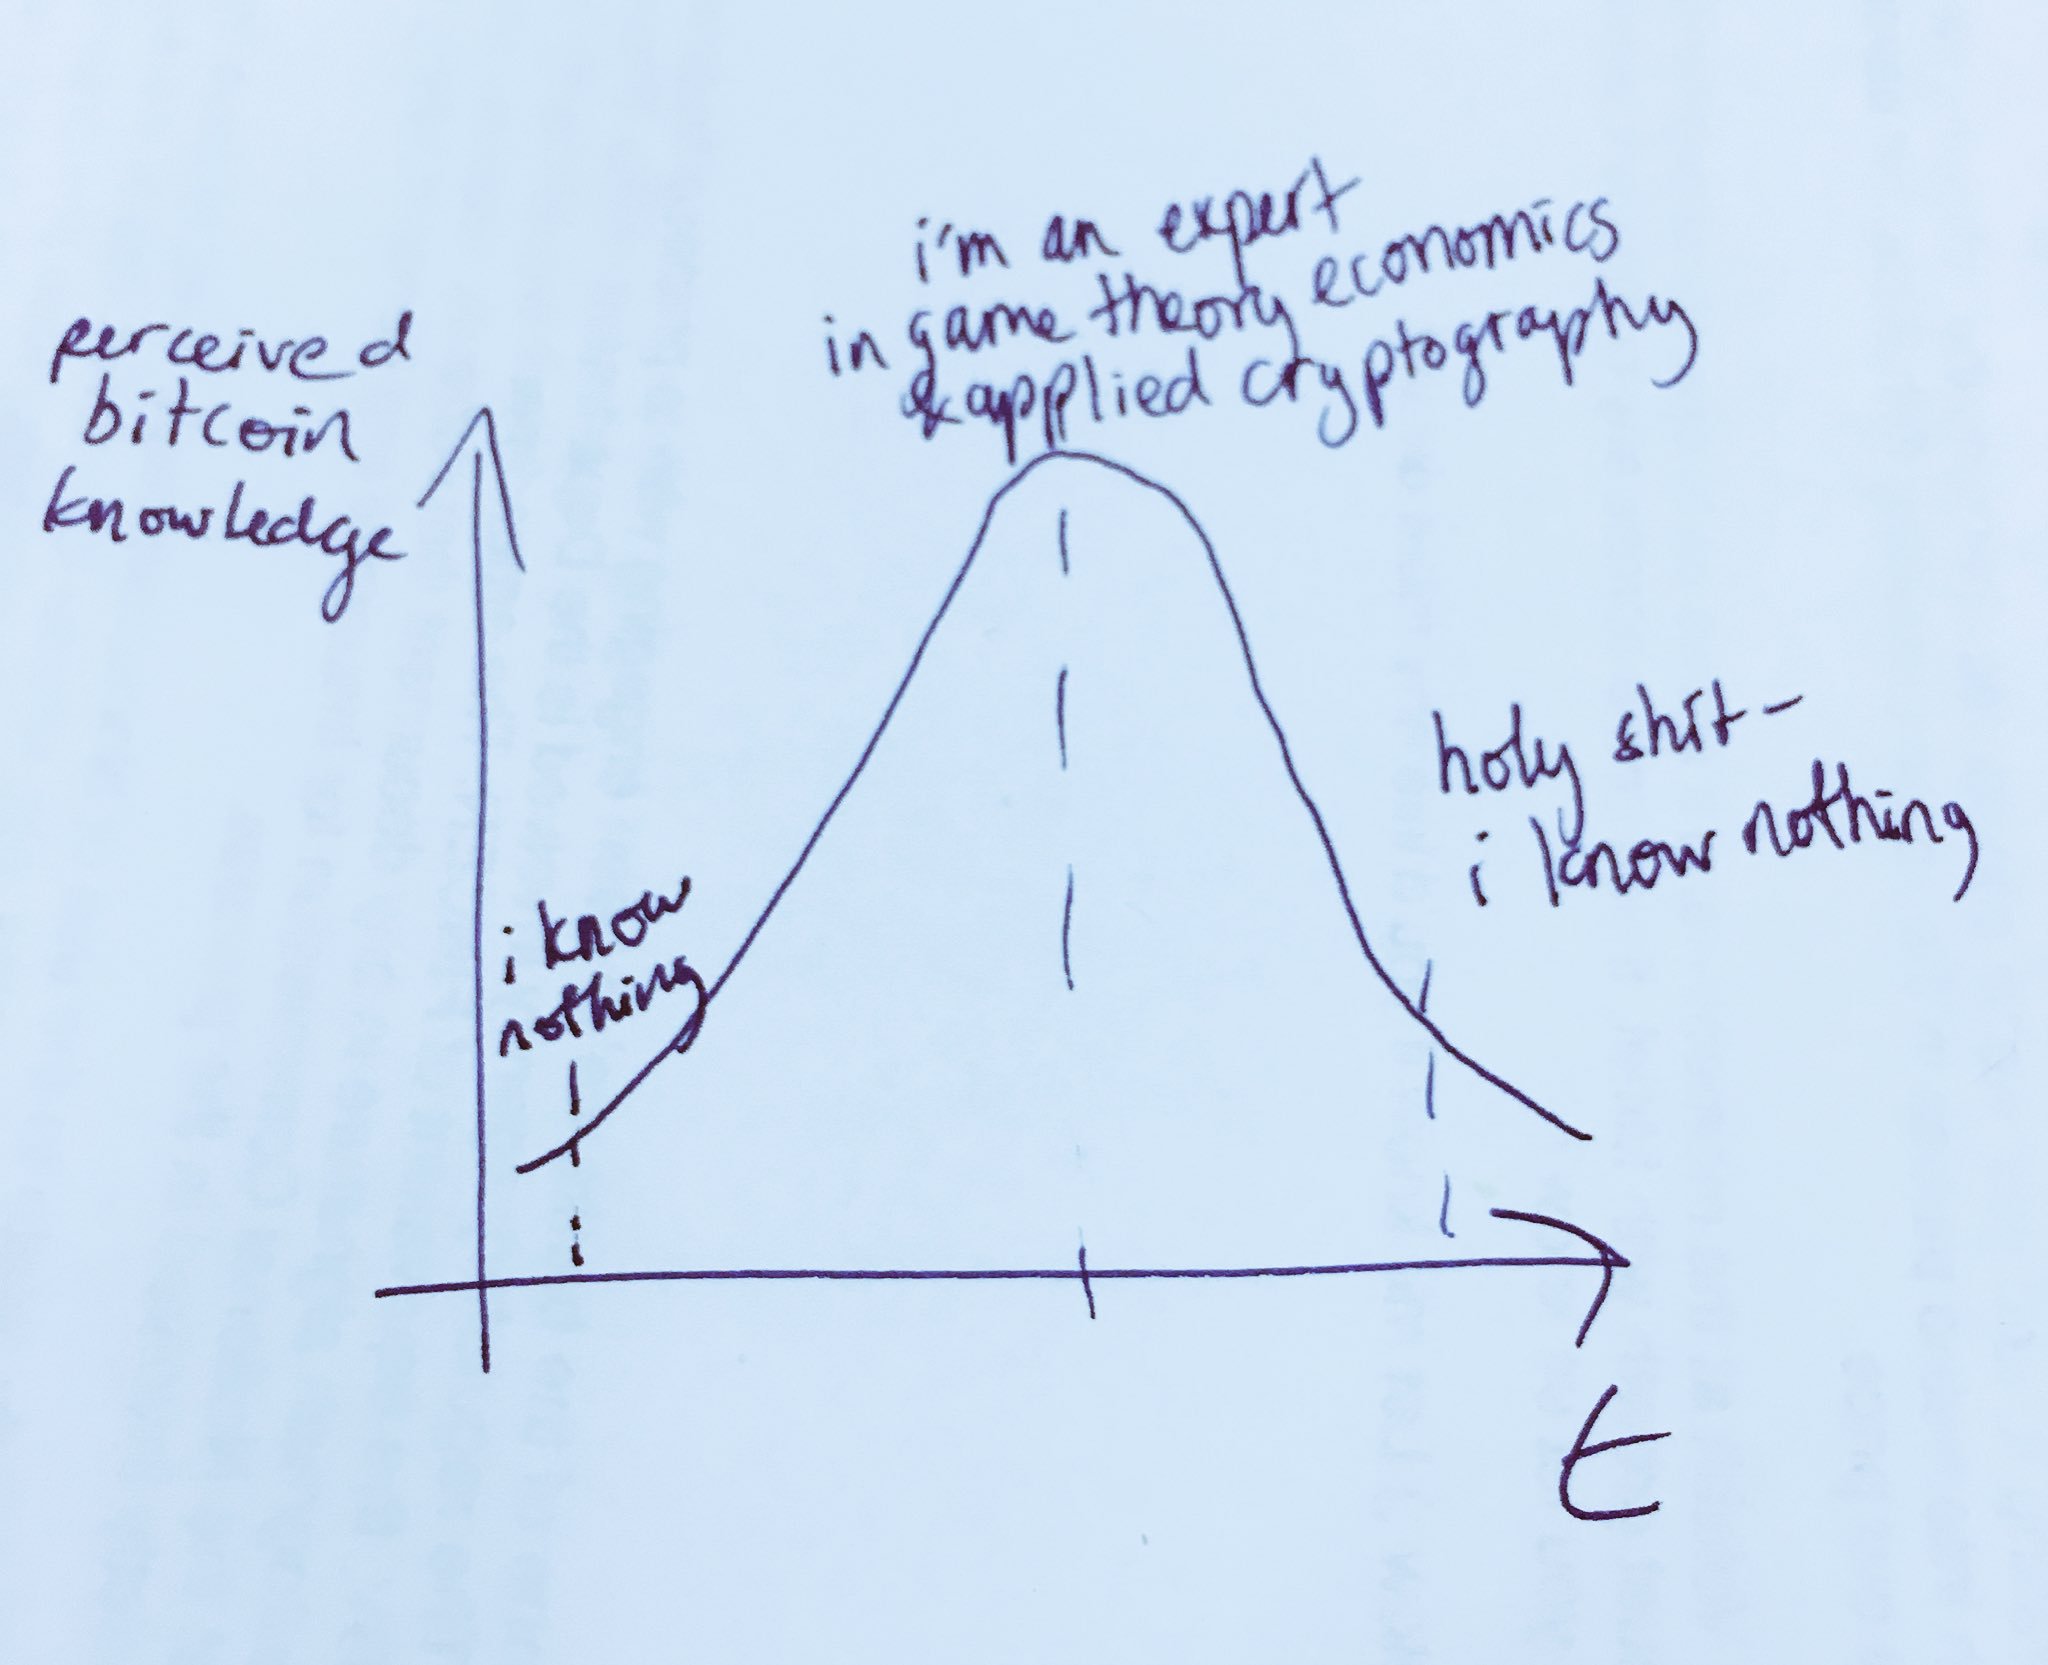 i'm an expert
in game theory economics
& applied cryptography
perceived
bitcoin
knowledge
holy shit-
i know nothing
i know
nothing
t